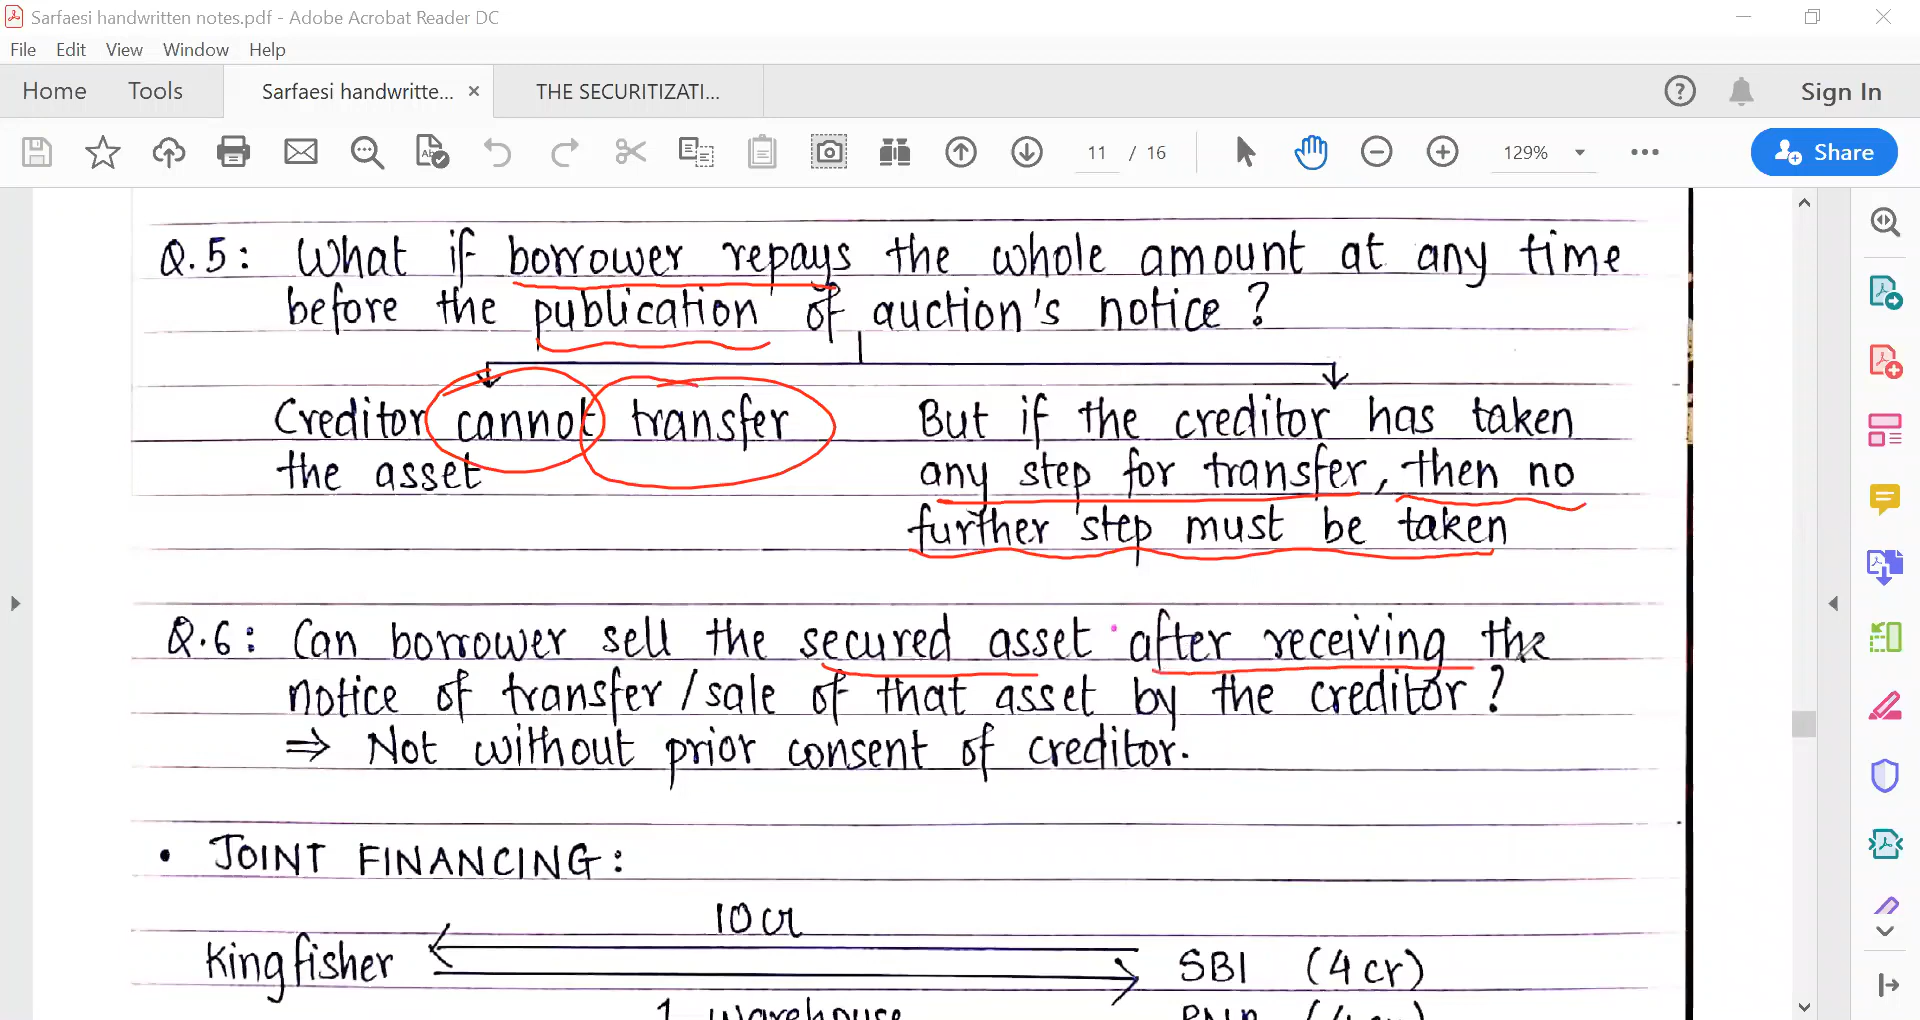 Sarfaesi handwritten notes.pdf - Adobe Acrobat Reader DC
File Edit View Window Help
Home Tools Sarfaesi handwritte... × THE SECURITIZATI... Sign In
11 / 16 129% Share
Q.5: What if borrower repays the whole amount at any time
before the publication of auction's notice?
Creditor cannot transfer
the asset
But if the creditor has taken
any step for transfer, then no
further step must be taken
Q.6: Can borrower sell the secured asset after receiving the
notice of transfer/sale of that asset by the creditor?
⇒ Not without prior consent of creditor.
• JOINT FINANCING:
10 cr
Kingfisher SBI (4 cr)
1 warehouse